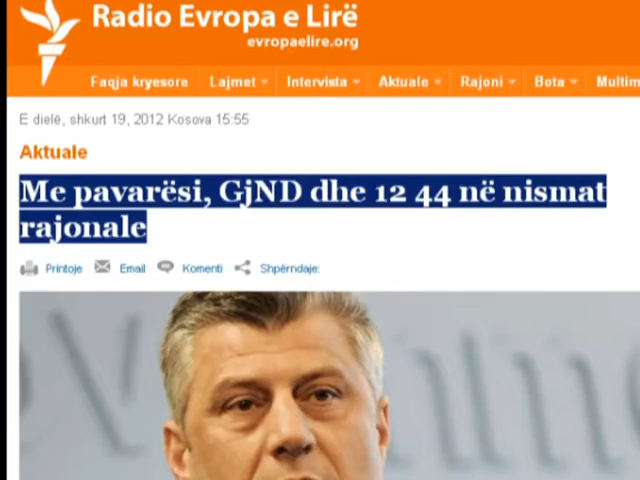 Radio Evropa e Lirë
evropaelire.org
Faqja kryesore Lajmet Intervista Aktuale Rajoni Bota Multim
E dielë, shkurt 19, 2012 Kosova 15:55
Aktuale
Me pavarësi, GjND dhe 12 44 në nismat
rajonale
Printoje Email Komenti Shpërndaje: